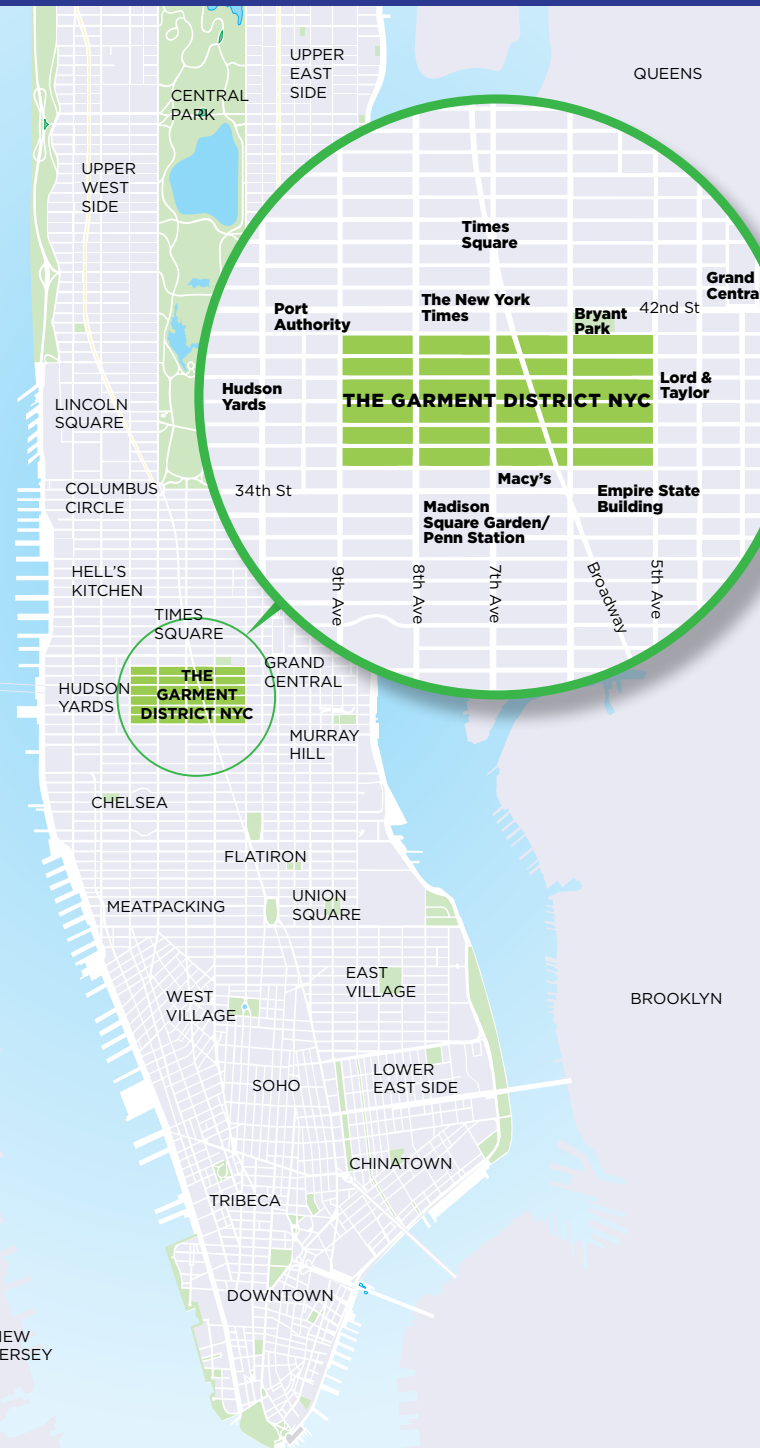 UPPER
EAST
SIDE
QUEENS
CENTRAL
PARK
UPPER
WEST
SIDE
Times
Square
Grand
Centra
The New York
Times
Port
Authority
Bryant
Park
42nd St
Hudson
Yards
THE GARMENT DISTRICT NYC
Lord &
Taylor
LINCOLN
SQUARE
Macy's
34th St
COLUMBUS
CIRCLE
Madison
Square Garden/
Penn Station
Empire State
Building
9th Ave
8th Ave
7th Ave
Broadway
5th Ave
HELL'S
KITCHEN
TIMES
SQUARE
GRAND
CENTRAL
HUDSON
YARDS
THE
GARMENT
DISTRICT NYC
MURRAY
HILL
CHELSEA
FLATIRON
MEATPACKING
UNION
SQUARE
EAST
VILLAGE
WEST
VILLAGE
BROOKLYN
SOHO
LOWER
EAST SIDE
CHINATOWN
TRIBECA
DOWNTOWN
EW
ERSEY